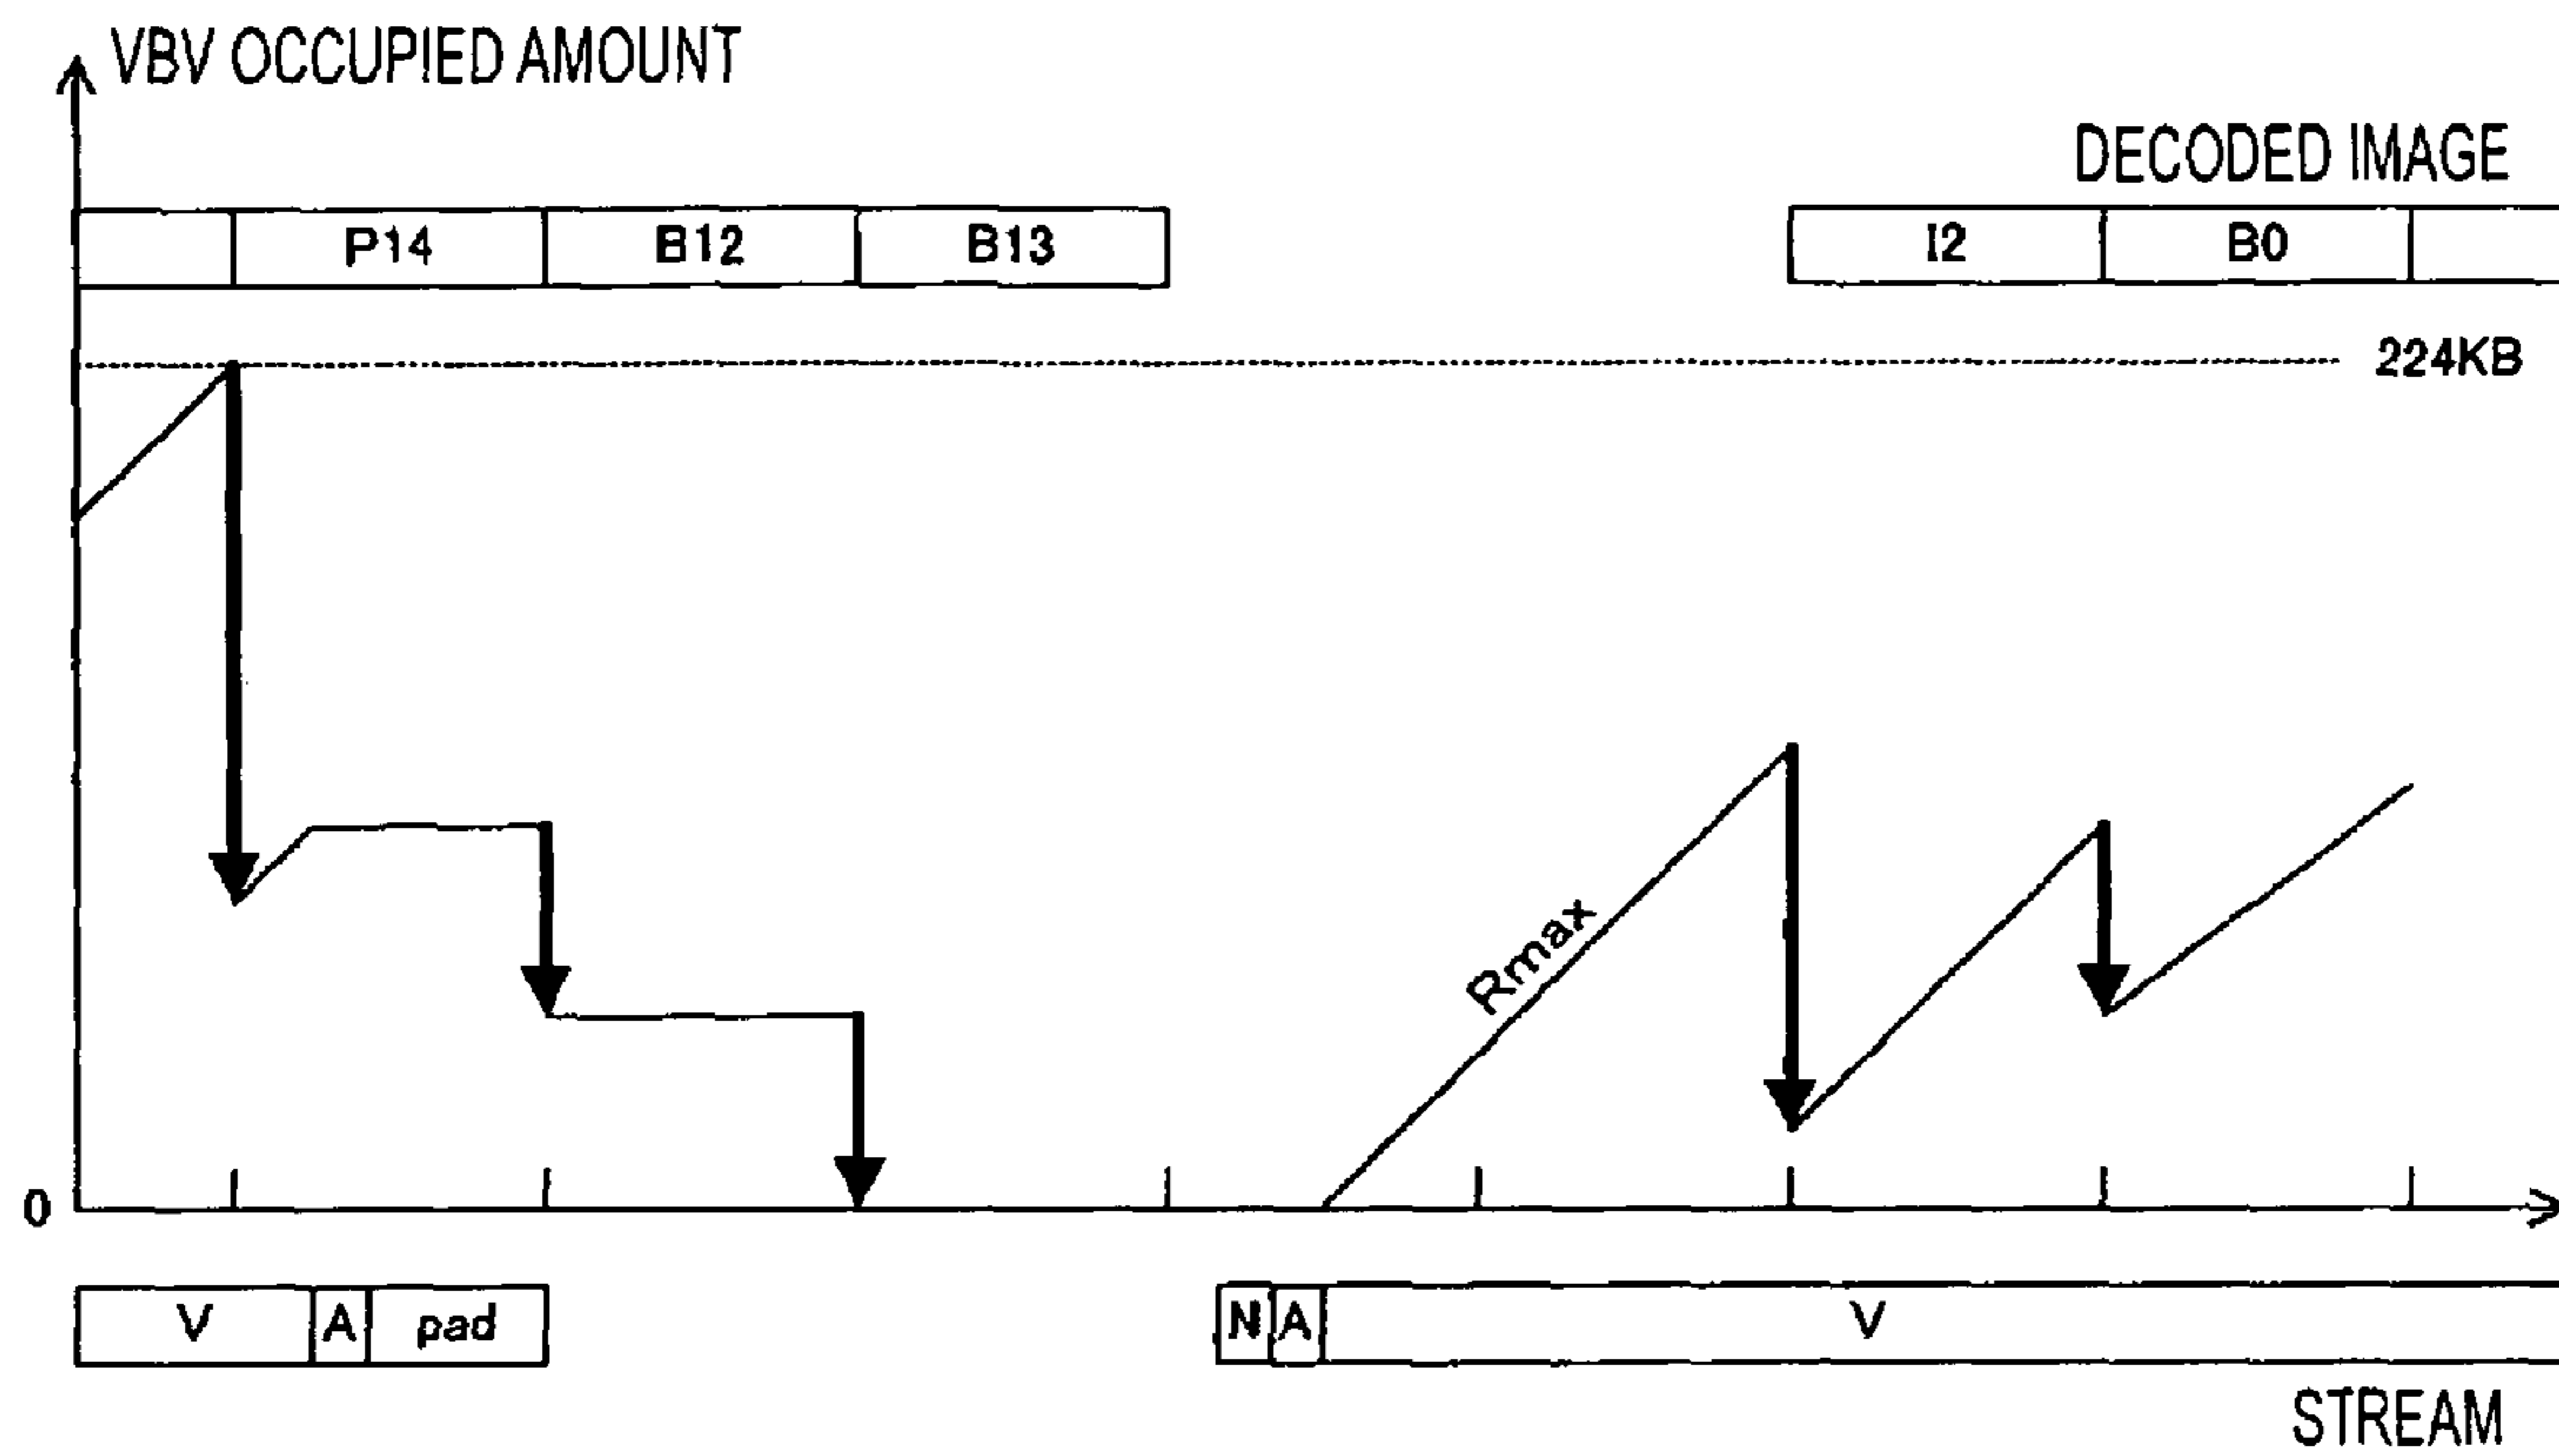 VBV OCCUPIED AMOUNT
DECODED IMAGE
P14 B12 B13 I2 B0
224KB
Rmax
0
V A pad N A V
STREAM